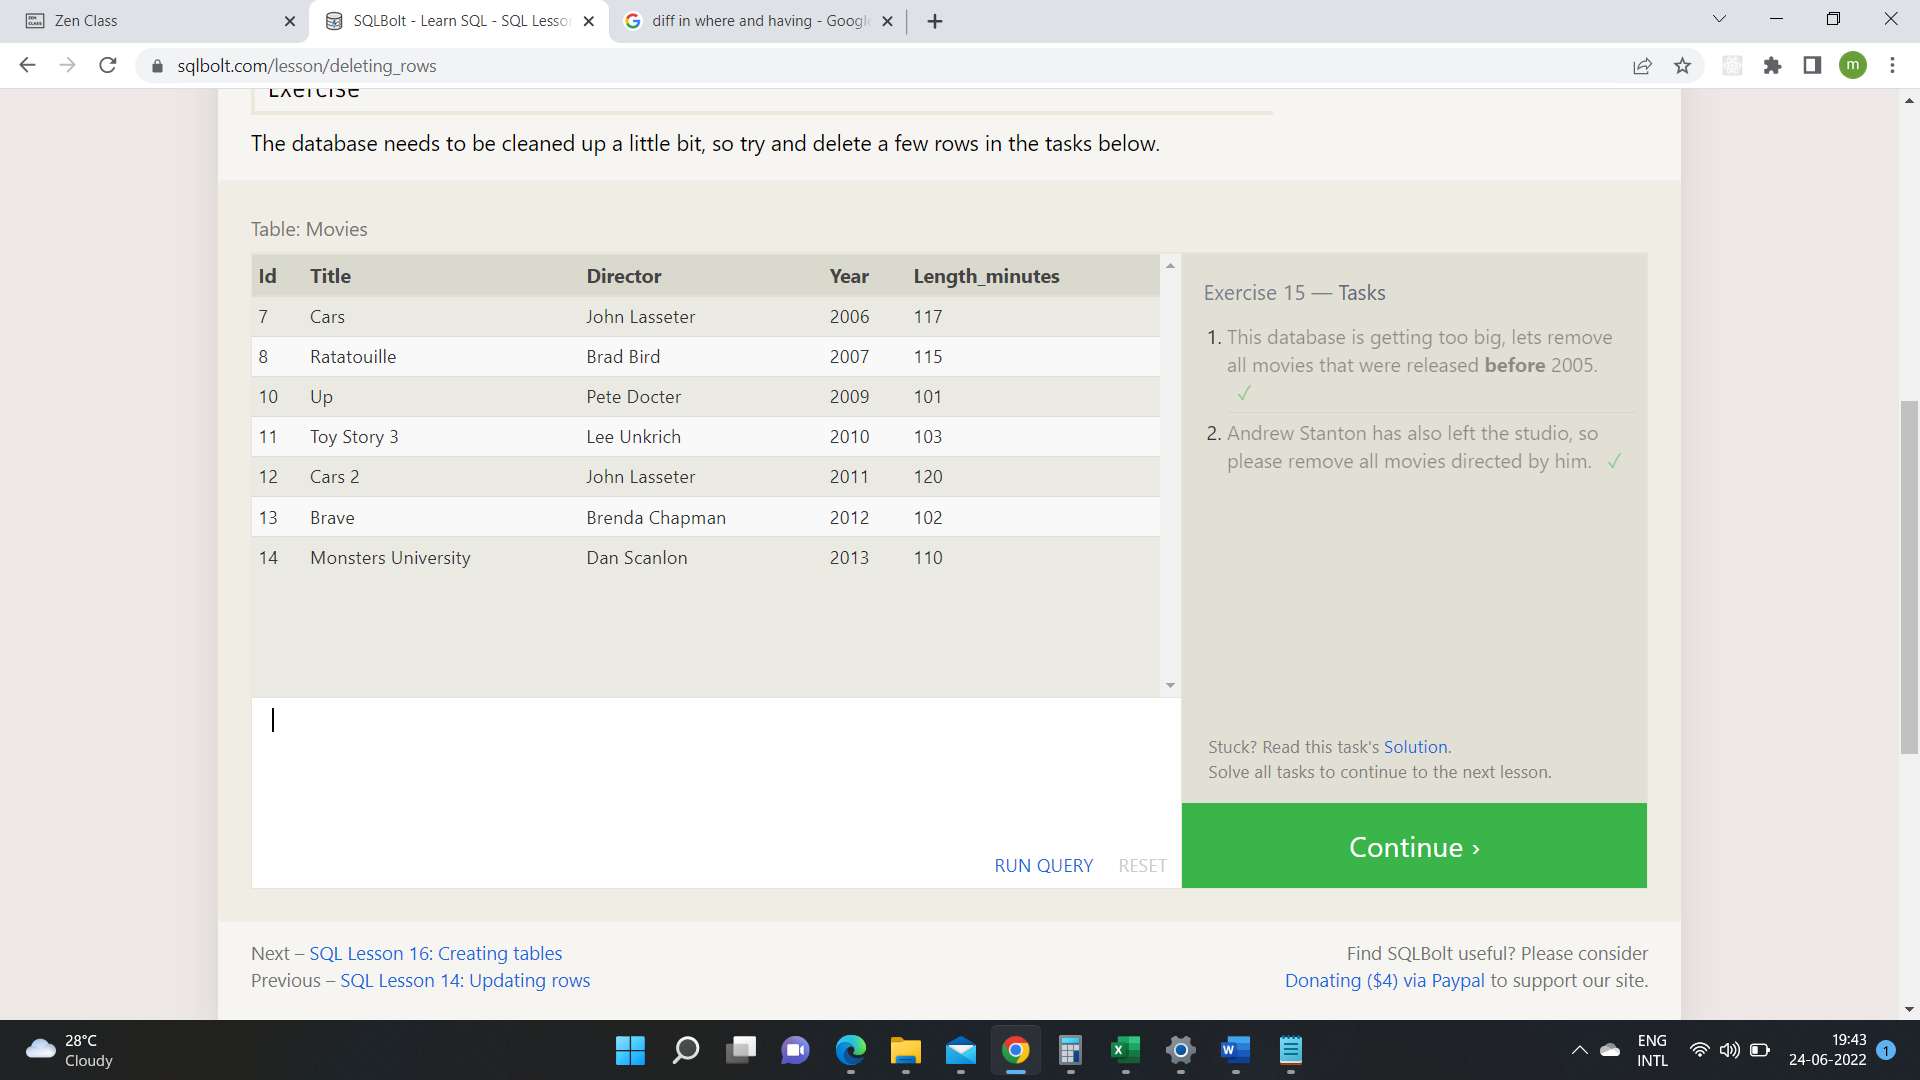 Zen Class
SQLBolt - Learn SQL - SQL Lesson
diff in where and having - Google
sqlbolt.com/lesson/deleting_rows
m
Exercise
The database needs to be cleaned up a little bit, so try and delete a few rows in the tasks below.
Table: Movies
Id Title Director Year Length_minutes
7 Cars John Lasseter 2006 117
8 Ratatouille Brad Bird 2007 115
10 Up Pete Docter 2009 101
11 Toy Story 3 Lee Unkrich 2010 103
12 Cars 2 John Lasseter 2011 120
13 Brave Brenda Chapman 2012 102
14 Monsters University Dan Scanlon 2013 110
Exercise 15 — Tasks
1. This database is getting too big, lets remove
all movies that were released before 2005.
✓
2. Andrew Stanton has also left the studio, so
please remove all movies directed by him. ✓
Stuck? Read this task's Solution.
Solve all tasks to continue to the next lesson.
RUN QUERY RESET
Continue ›
Next – SQL Lesson 16: Creating tables
Previous – SQL Lesson 14: Updating rows
Find SQLBolt useful? Please consider
Donating ($4) via Paypal to support our site.
28°C
Cloudy
ENG
INTL
19:43
24-06-2022
1